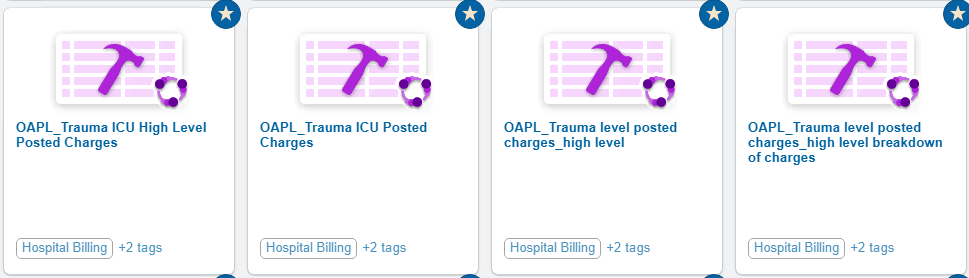 OAPL_Trauma ICU High Level
Posted Charges
Hospital Billing +2 tags
OAPL_Trauma ICU Posted
Charges
Hospital Billing +2 tags
OAPL_Trauma level posted
charges_high level
Hospital Billing +2 tags
OAPL_Trauma level posted
charges_high level breakdown
of charges
Hospital Billing +2 tags